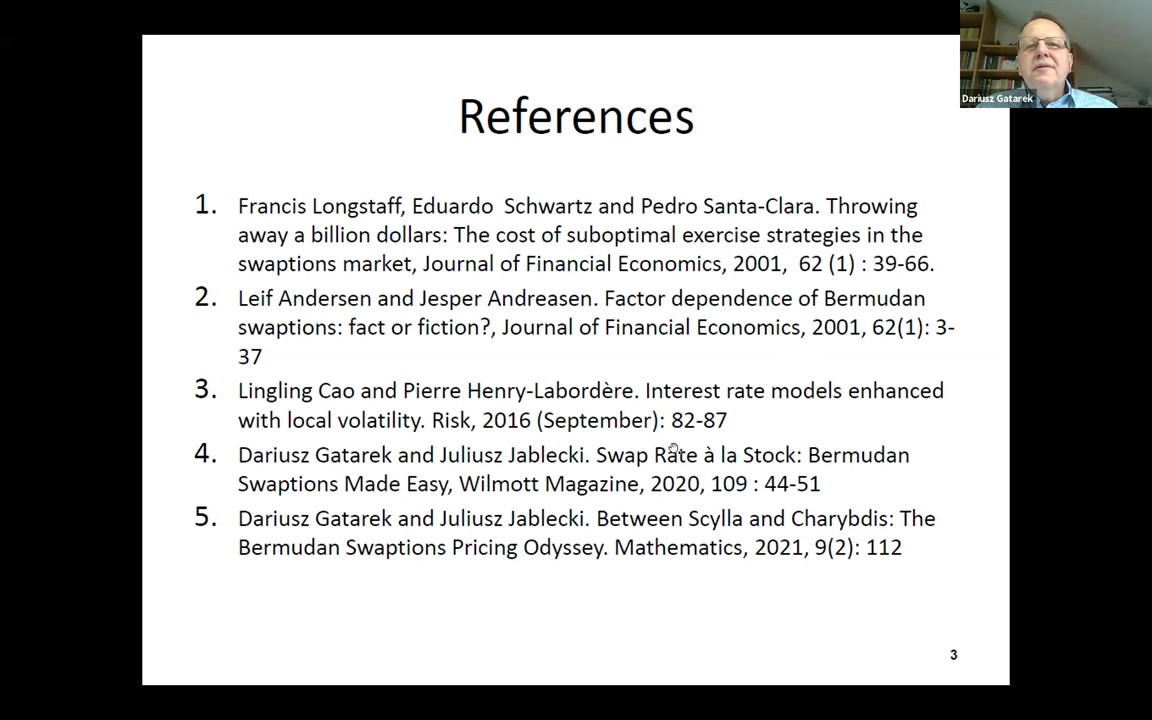 Dariusz Gatarek
References
1. Francis Longstaff, Eduardo Schwartz and Pedro Santa-Clara. Throwing
away a billion dollars: The cost of suboptimal exercise strategies in the
swaptions market, Journal of Financial Economics, 2001, 62 (1) : 39-66.
2. Leif Andersen and Jesper Andreasen. Factor dependence of Bermudan
swaptions: fact or fiction?, Journal of Financial Economics, 2001, 62(1): 3-
37
3. Lingling Cao and Pierre Henry-Labordère. Interest rate models enhanced
with local volatility. Risk, 2016 (September): 82-87
4. Dariusz Gatarek and Juliusz Jablecki. Swap Rate à la Stock: Bermudan
Swaptions Made Easy, Wilmott Magazine, 2020, 109 : 44-51
5. Dariusz Gatarek and Juliusz Jablecki. Between Scylla and Charybdis: The
Bermudan Swaptions Pricing Odyssey. Mathematics, 2021, 9(2): 112
3